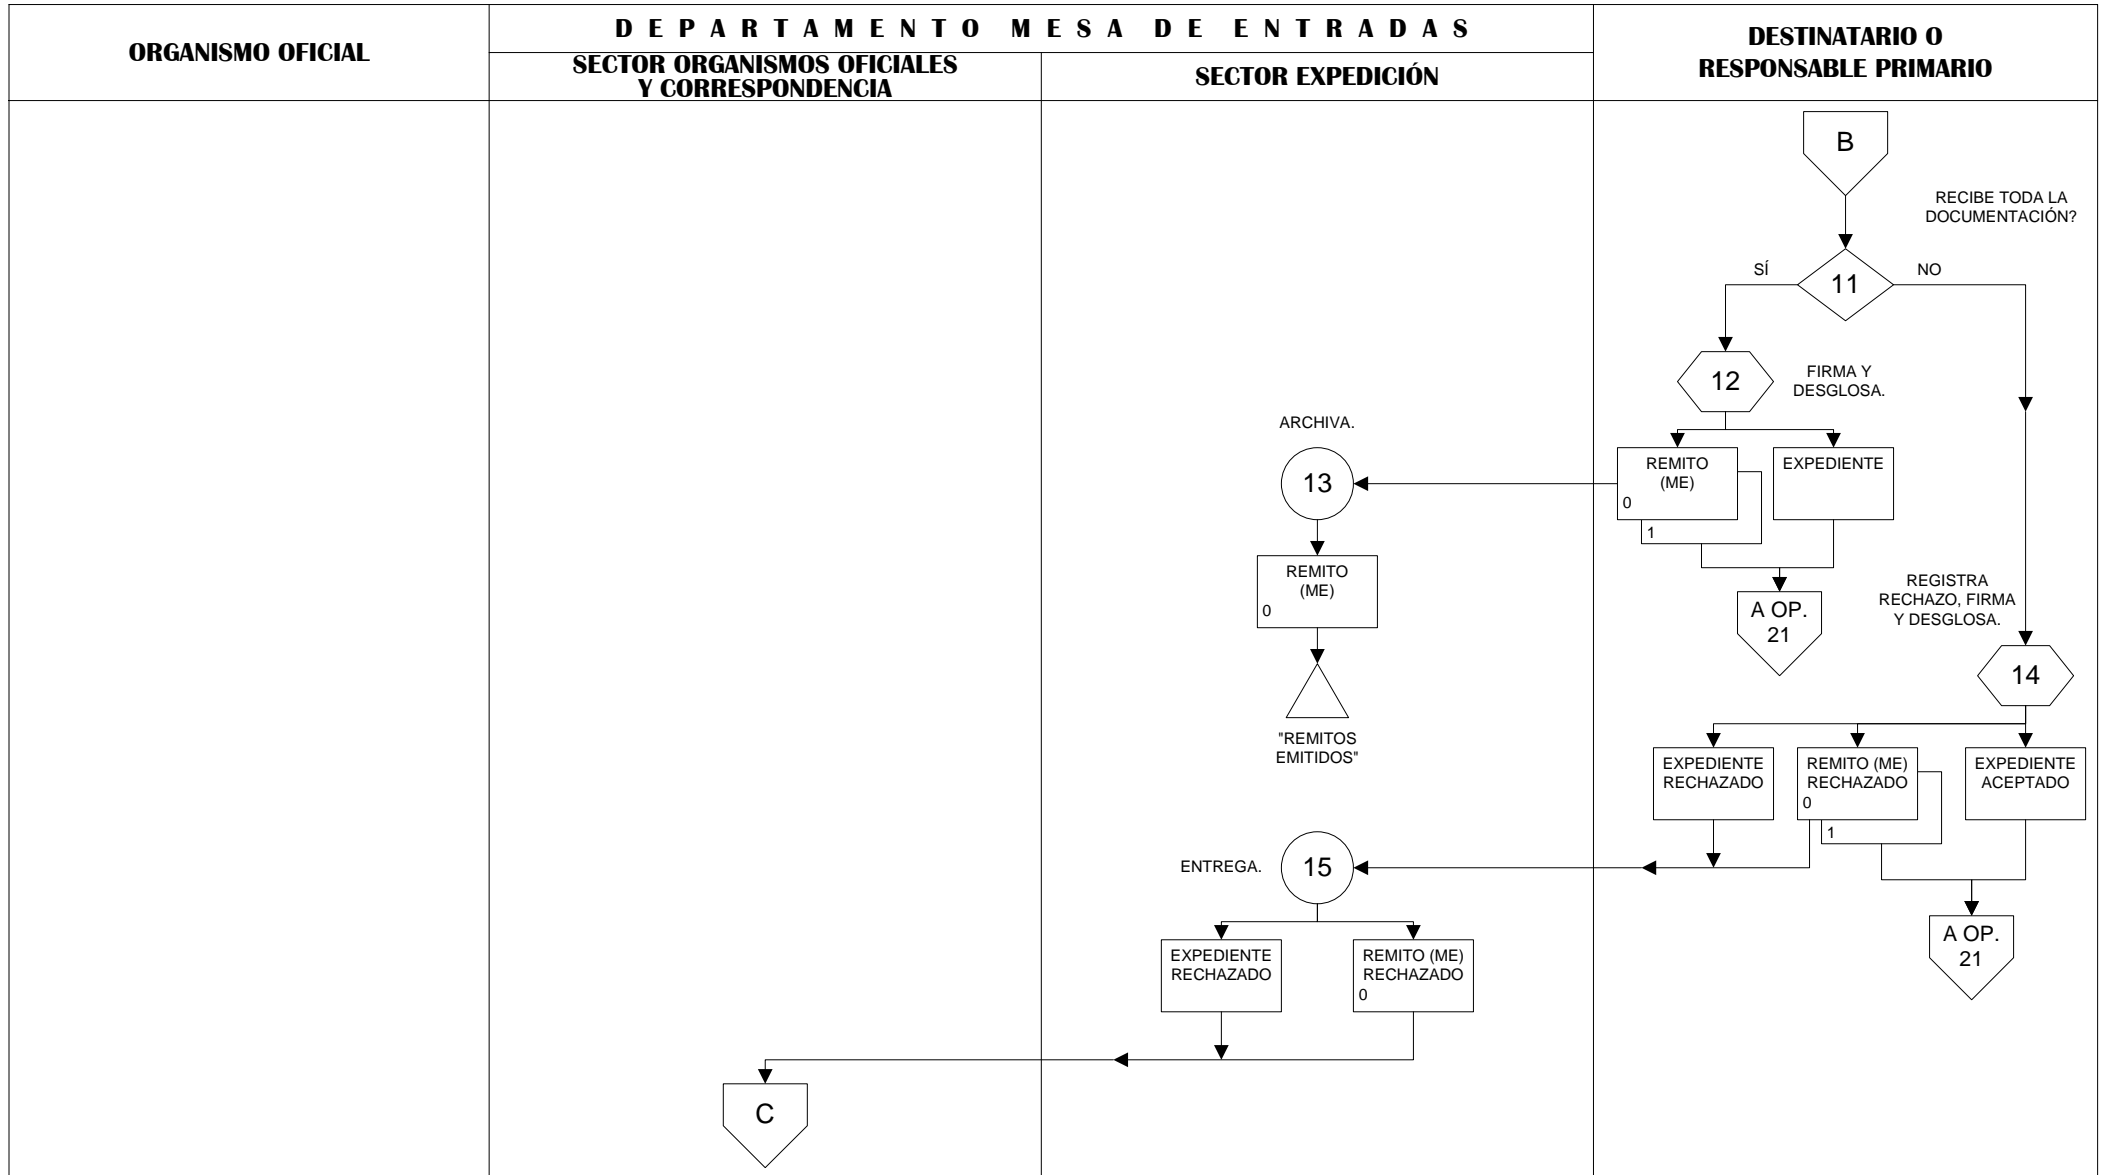 ORGANISMO OFICIAL
DEPARTAMENTO MESA DE ENTRADAS
SECTOR ORGANISMOS OFICIALES
Y CORRESPONDENCIA
SECTOR EXPEDICIÓN
DESTINATARIO O
RESPONSABLE PRIMARIO
B
RECIBE TODA LA
DOCUMENTACIÓN?
SÍ
11
NO
12
FIRMA Y
DESGLOSA.
ARCHIVA.
13
REMITO
(ME)
0
1
EXPEDIENTE
REMITO
(ME)
0
A OP.
21
REGISTRA
RECHAZO, FIRMA
Y DESGLOSA.
14
"REMITOS
EMITIDOS"
EXPEDIENTE
RECHAZADO
REMITO (ME)
RECHAZADO
0
1
EXPEDIENTE
ACEPTADO
ENTREGA.
15
A OP.
21
EXPEDIENTE
RECHAZADO
REMITO (ME)
RECHAZADO
0
C